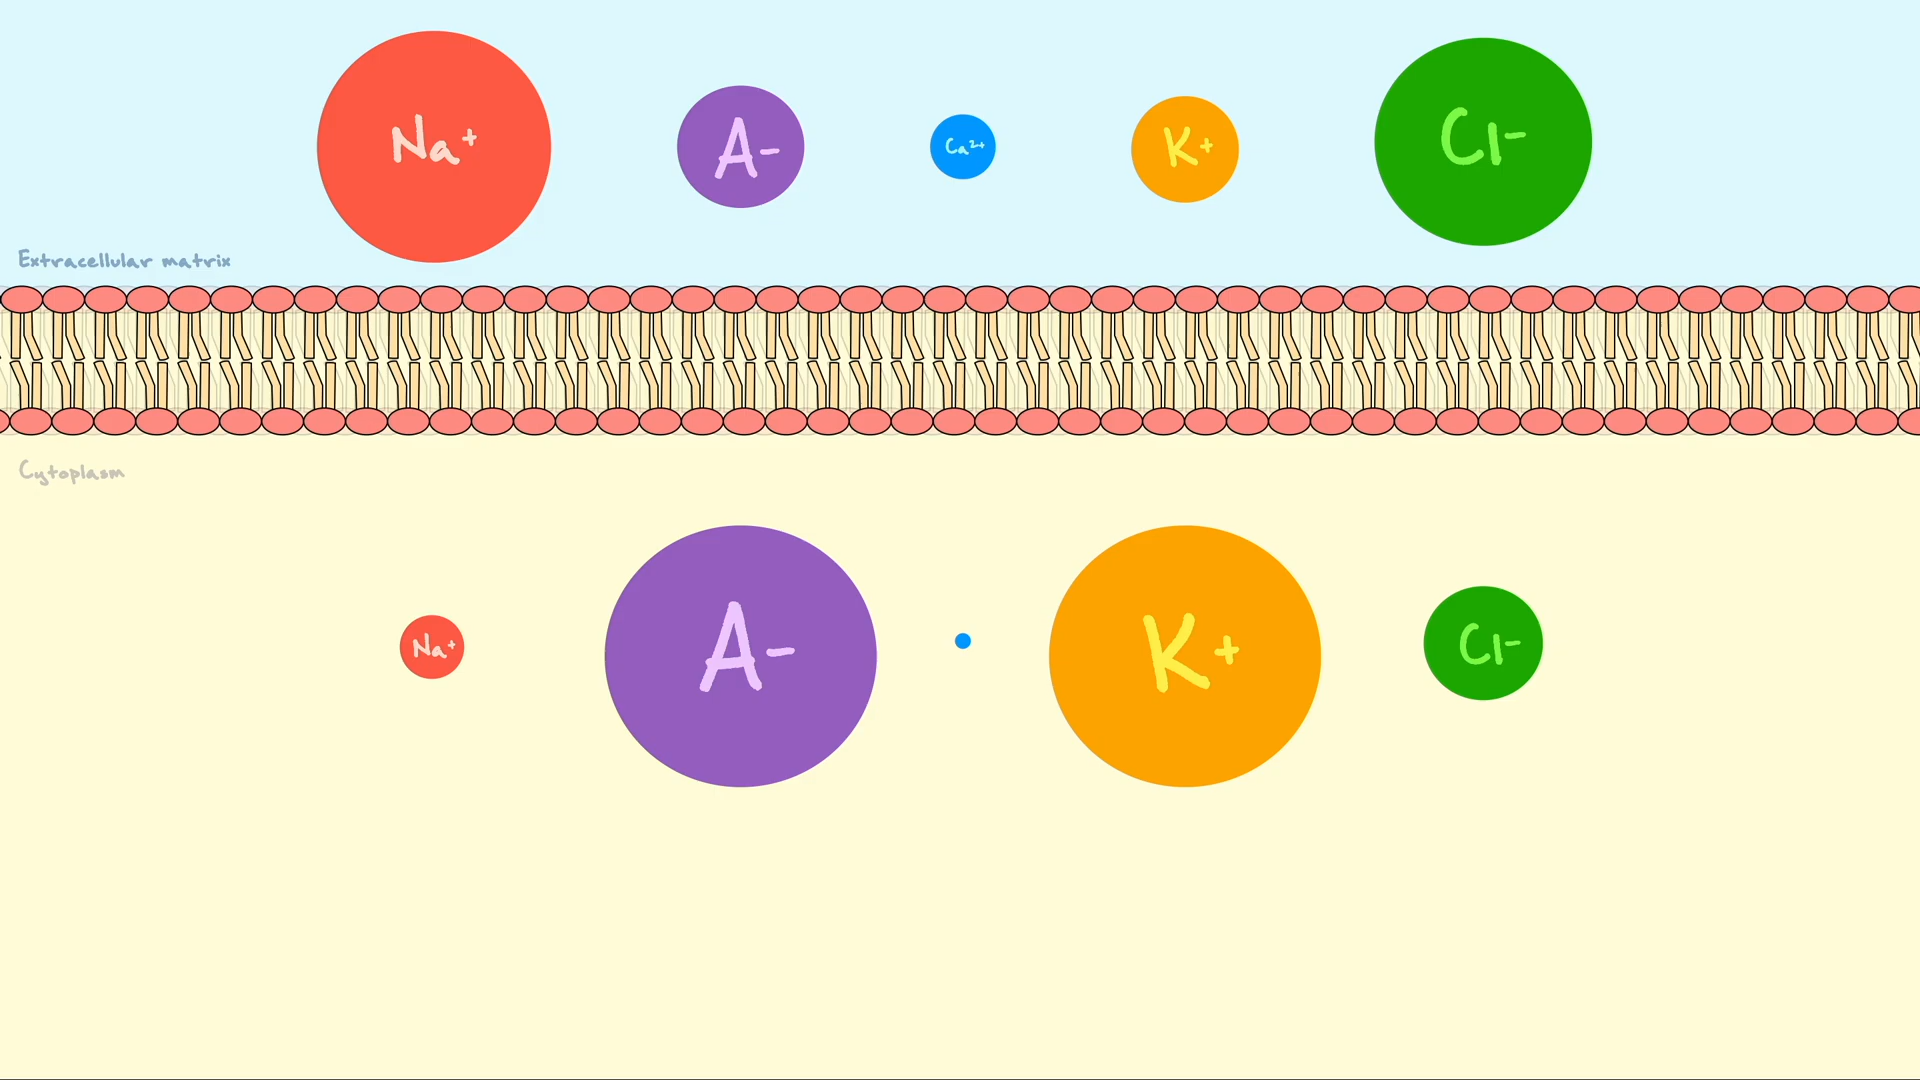 Na⁺
A-
Ca²⁺
K+
Cl-
Extracellular matrix
Cytoplasm
Na⁺
A-
K+
Cl-